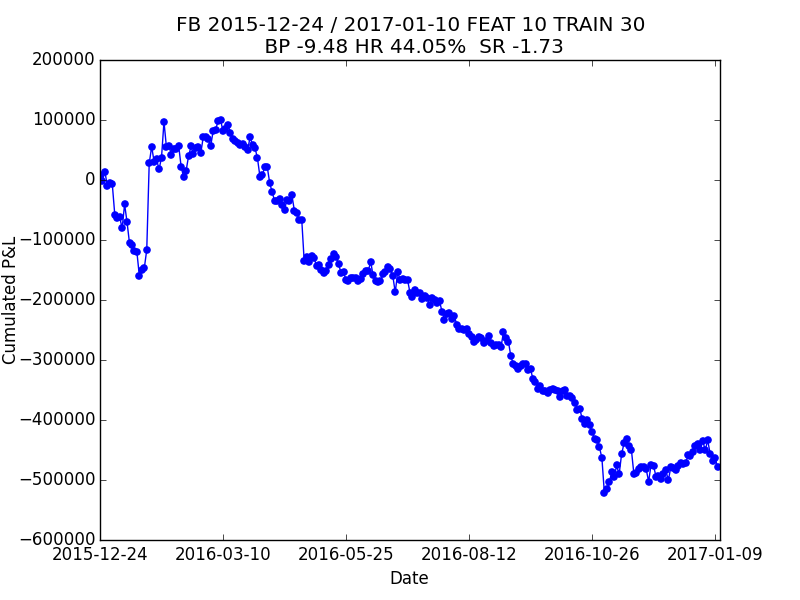 FB 2015-12-24 / 2017-01-10 FEAT 10 TRAIN 30
BP -9.48 HR 44.05% SR -1.73
200000
100000
0
−100000
−200000
−300000
−400000
−500000
−600000
Cumulated P&L
2015-12-24 2016-03-10 2016-05-25 2016-08-12 2016-10-26 2017-01-09
Date